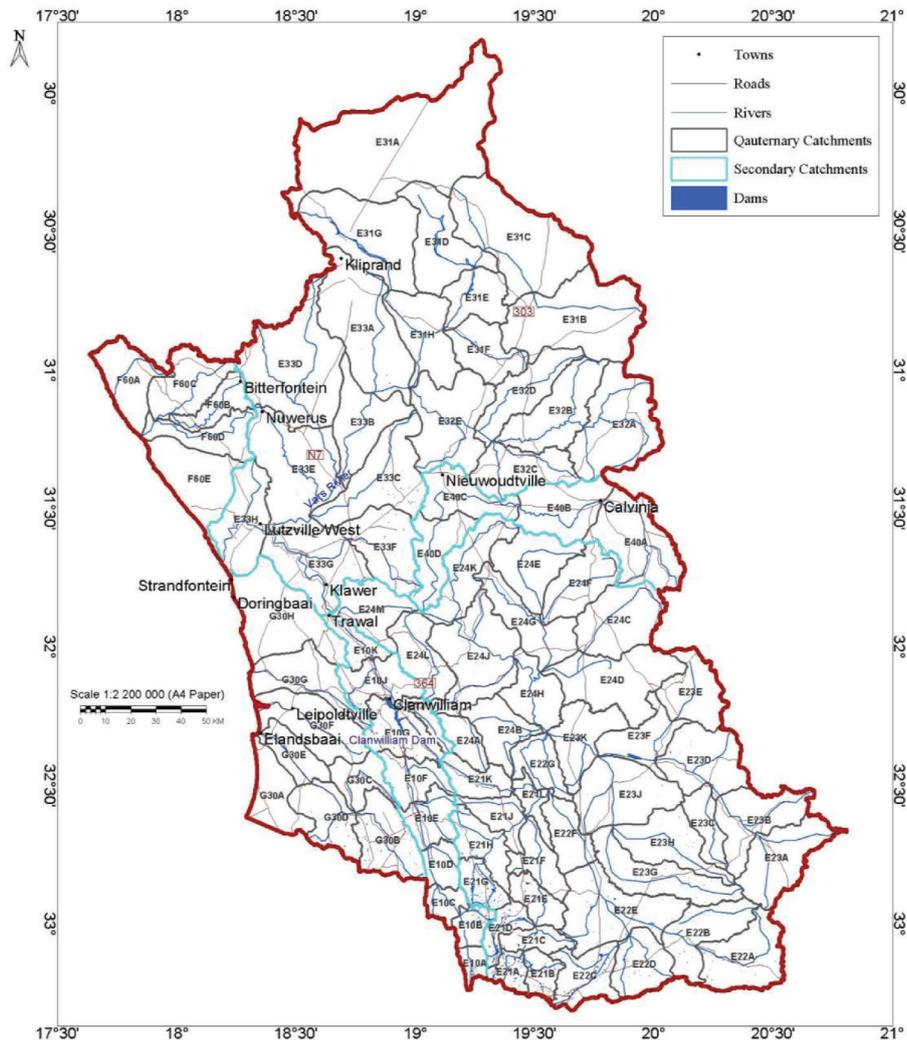 17°30' 18° 18°30' 19° 19°30' 20° 20°30' 21°
N
Towns
Roads
Rivers
Qauternary Catchments
Secondary Catchments
Dams
30° 30°
E31A
30°30' 30°30'
E31G E31D E31C
Kliprand
E31E
303
E31B
E33A E31H
E31F
31° 31°
E33D
F60A F60C
Bitterfontein
E32D
F60B
Nuwerus
E32B
E33B E32E E32A
F60D
N7
E33E
E32C
F60E
Vars River
E33C
Nieuwoudtville
E40C
31°30' 31°30'
E40B
Calvinia
E33H
Lutzville West
E33F E40D E40A
E33G E24K E24E
Strandfontein
Klawer
E24F
Doringbaai
G30H
E24M
Trawal
E24G E24C
32° 32°
E10K E24L E24J
G30G E10J
364
E24D
Scale 1:2 200 000 (A4 Paper)
0 10 20 30 40 50 KM
E24H E23E
Clanwilliam
Leipoldtville
G30F
E10G
Elandsbaai
Clanwilliam Dam
E24A E24B E23K E23F
G30E
E23D
E22G
32°30' 32°30'
G30C E10F E21K
G30A
E21L E23J
G30D E10E E21J E23C E23B
G30B E21H E22F E23H
E10D E21F E23A
E21G E23G
E10C E21E
33° 33°
E22E
E10B E21D E22B
E21C
E10A E21A E21B E22C E22D E22A
17°30' 18° 18°30' 19° 19°30' 20° 20°30' 21°